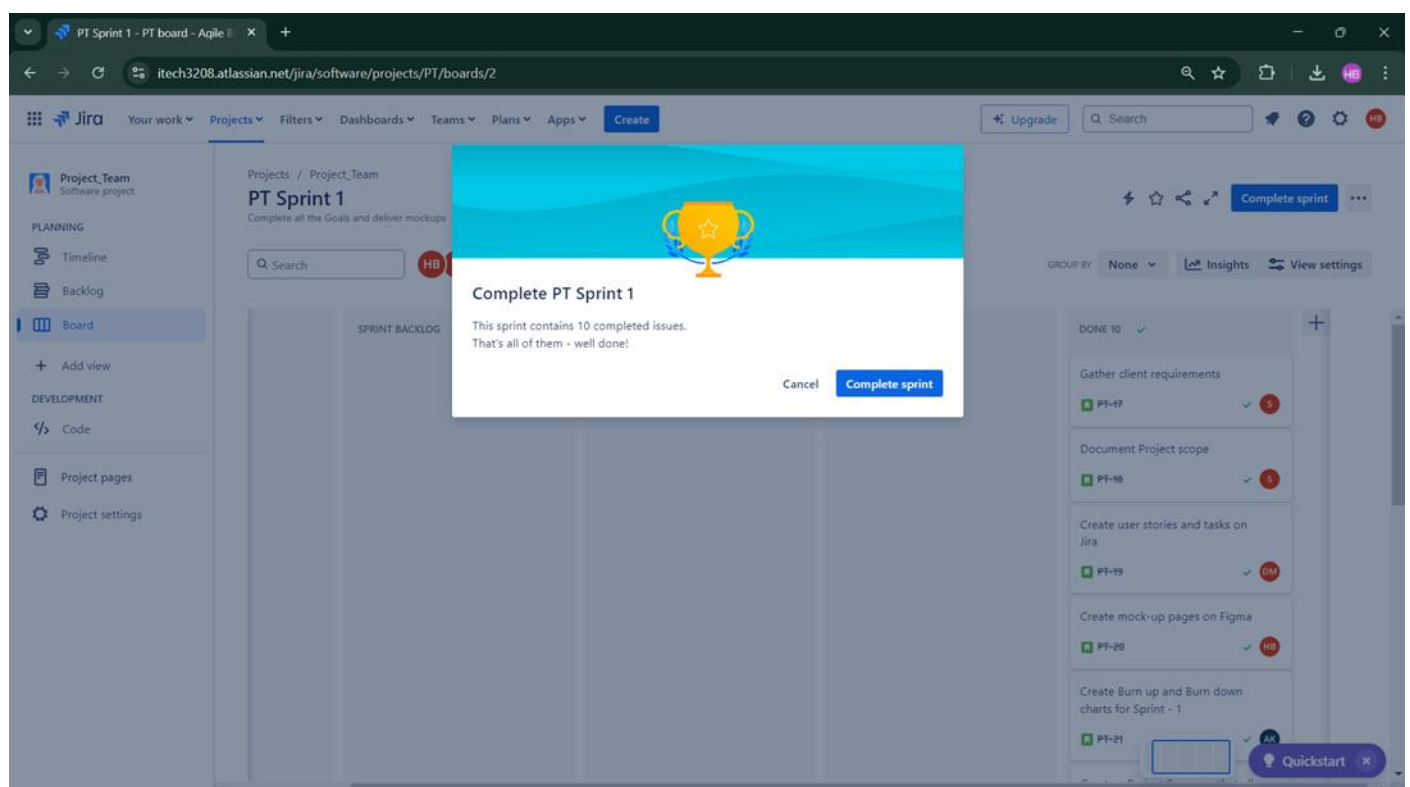 PT Sprint 1 - PT board - Agile B
itech3208.atlassian.net/jira/software/projects/PT/boards/2
HB
Jira Your work Projects Filters Dashboards Teams Plans Apps Create Upgrade Search HB
Project_Team
Software project
PLANNING
Timeline
Backlog
Board
Add view
DEVELOPMENT
Code
Project pages
Project settings
Projects / Project_Team
PT Sprint 1
Complete all the Goals and deliver mockups
Complete sprint
Search
HB
GROUP BY None Insights View settings
SPRINT BACKLOG
Complete PT Sprint 1
This sprint contains 10 completed issues.
That's all of them - well done!
Cancel Complete sprint
DONE 10
Gather client requirements
PT-17 S
Document Project scope
PT-18 S
Create user stories and tasks on
Jira
PT-19 DM
Create mock-up pages on Figma
PT-20 HB
Create Burn up and Burn down
charts for Sprint - 1
PT-21 AK
Quickstart